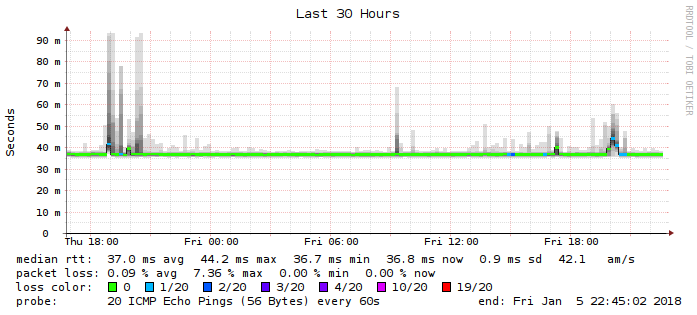 Last 30 Hours
RRDTOOL / TOBI OETIKER
Seconds
90 m
80 m
70 m
60 m
50 m
40 m
30 m
20 m
10 m
0
Thu 18:00 Fri 00:00 Fri 06:00 Fri 12:00 Fri 18:00
median rtt: 37.0 ms avg 44.2 ms max 36.7 ms min 36.8 ms now 0.9 ms sd 42.1 am/s
packet loss: 0.09 % avg 7.36 % max 0.00 % min 0.00 % now
loss color: 0 1/20 2/20 3/20 4/20 10/20 19/20
probe: 20 ICMP Echo Pings (56 Bytes) every 60s end: Fri Jan 5 22:45:02 2018